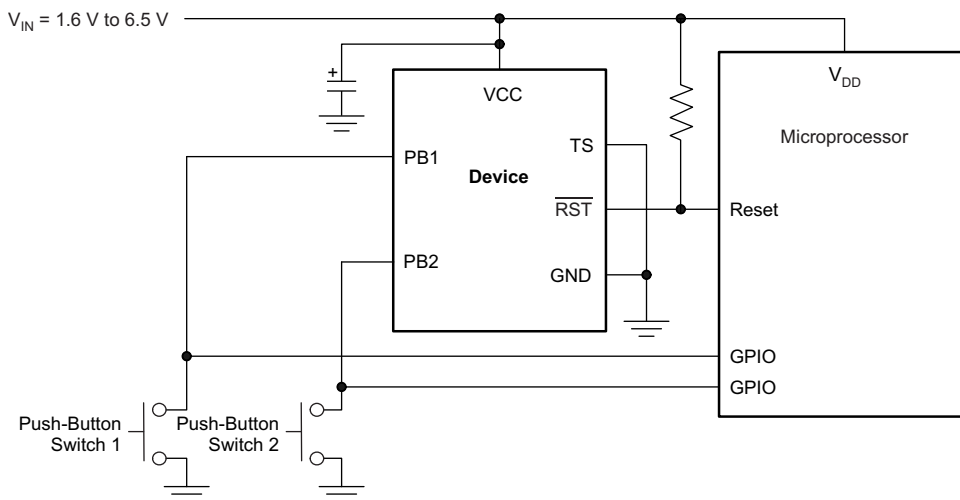 V_IN = 1.6 V to 6.5 V
+
VCC
V_DD
Microprocessor
TS
PB1
Device
R̅S̅T̅
Reset
PB2
GND
GPIO
GPIO
Push-Button
Switch 1
Push-Button
Switch 2